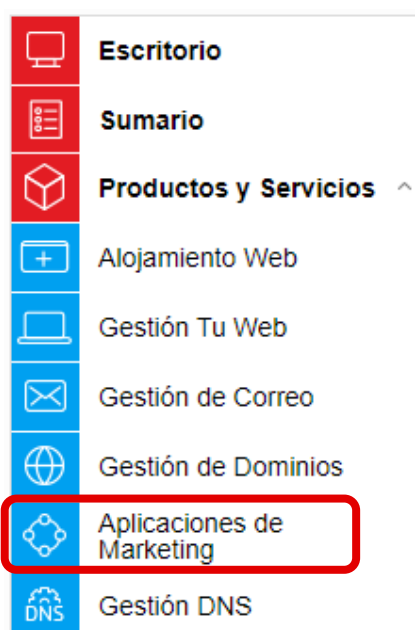 Escritorio
Sumario
Productos y Servicios
Alojamiento Web
Gestión Tu Web
Gestión de Correo
Gestión de Dominios
Aplicaciones de
Marketing
DNS
Gestión DNS